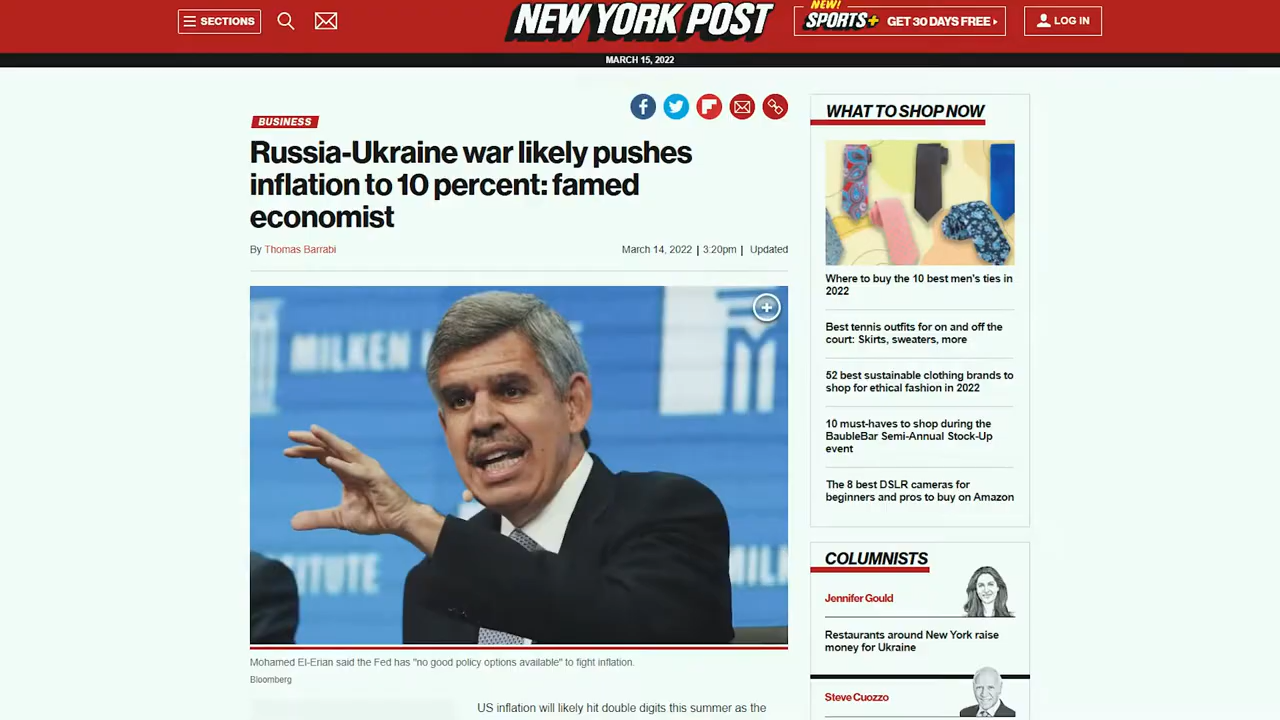 SECTIONS
NEW YORK POST
NEW!
SPORTS+
GET 30 DAYS FREE
LOG IN
MARCH 15, 2022
BUSINESS
Russia-Ukraine war likely pushes
inflation to 10 percent: famed
economist
By Thomas Barrabi
March 14, 2022 | 3:20pm | Updated
MILKEN
TITUTE
MIL
Mohamed El-Erian said the Fed has "no good policy options available" to fight inflation.
Bloomberg
US inflation will likely hit double digits this summer as the
WHAT TO SHOP NOW
Where to buy the 10 best men's ties in
2022
Best tennis outfits for on and off the
court: Skirts, sweaters, more
52 best sustainable clothing brands to
shop for ethical fashion in 2022
10 must-haves to shop during the
BaubleBar Semi-Annual Stock-Up
event
The 8 best DSLR cameras for
beginners and pros to buy on Amazon
COLUMNISTS
Jennifer Gould
Restaurants around New York raise
money for Ukraine
Steve Cuozzo